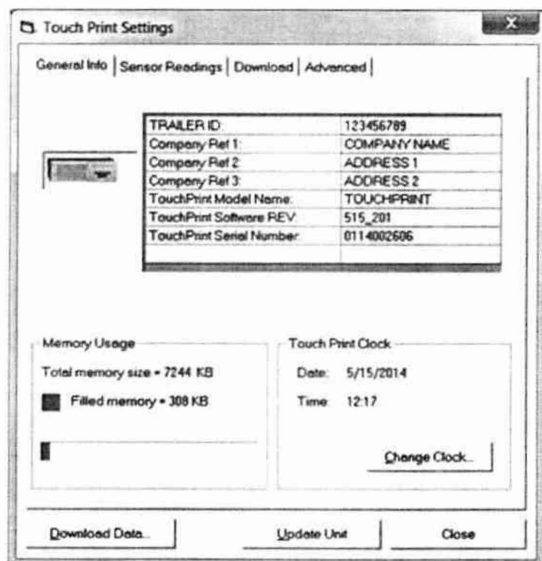 Touch Print Settings
General Info Sensor Readings Download Advanced
TRAILER ID: 123456789
Company Ref 1: COMPANY NAME
Company Ref 2: ADDRESS 1
Company Ref 3: ADDRESS 2
TouchPrint Model Name: TOUCHPRINT
TouchPrint Software REV: 515_201
TouchPrint Serial Number: 0114002606
Memory Usage
Total memory size = 7244 KB
Filled memory = 308 KB
Touch Print Clock
Date: 5/15/2014
Time: 12:17
Change Clock...
Download Data...
Update Unit
Close